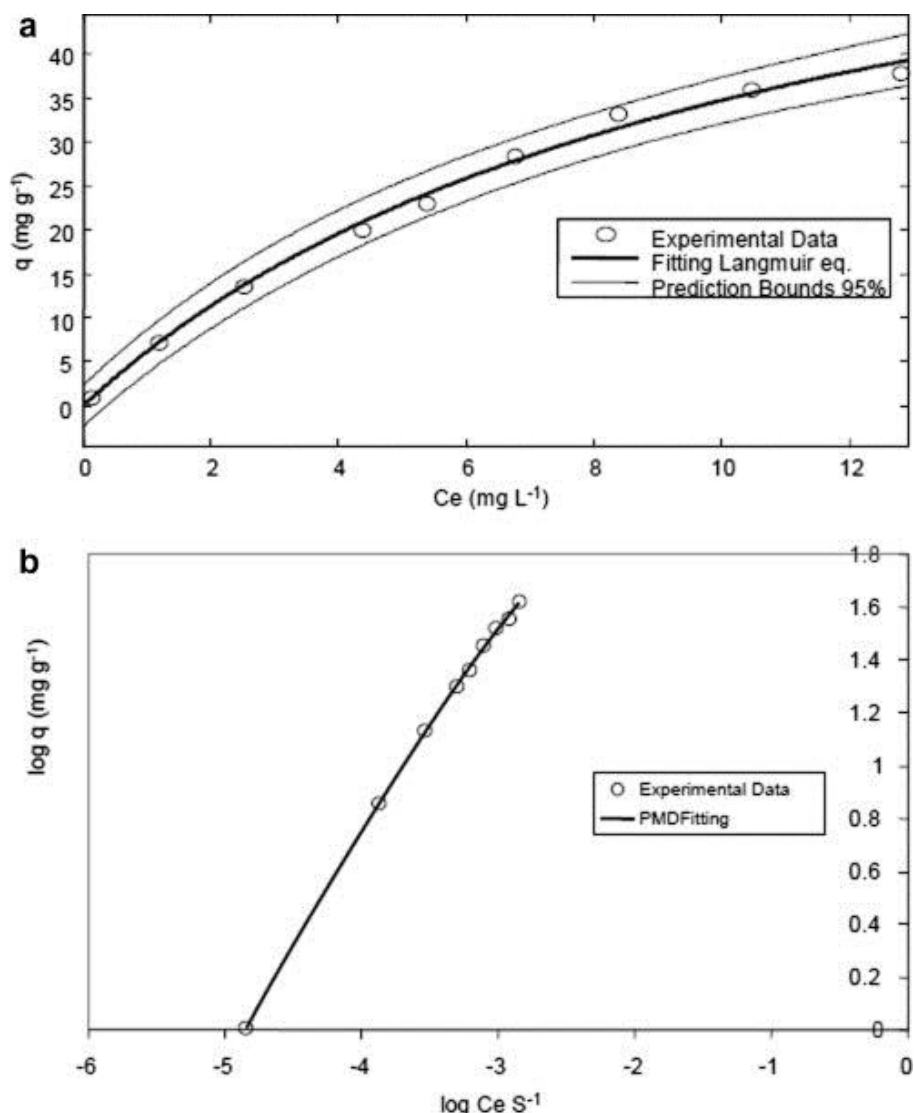 a
40
35
30
25
20
15
10
5
0
q (mg g-1)
Experimental Data
Fitting Langmuir eq.
Prediction Bounds 95%
0 2 4 6 8 10 12
Ce (mg L-1)
b
1.8
1.6
1.4
1.2
1
0.8
0.6
0.4
0.2
0
log q (mg g-1)
Experimental Data
PMDFitting
-6 -5 -4 -3 -2 -1 0
log Ce S-1